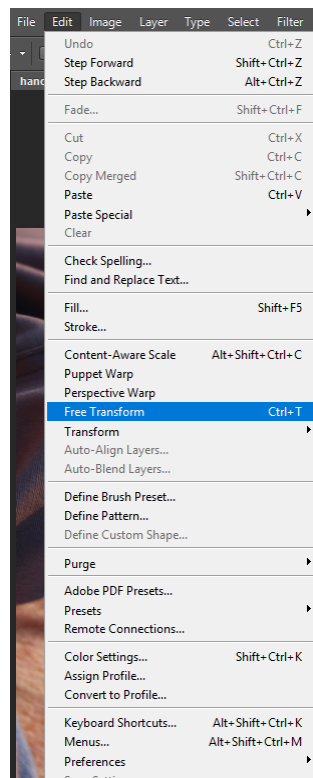 File Edit Image Layer Type Select Filter
hand
Undo Ctrl+Z
Step Forward Shift+Ctrl+Z
Step Backward Alt+Ctrl+Z
Fade... Shift+Ctrl+F
Cut Ctrl+X
Copy Ctrl+C
Copy Merged Shift+Ctrl+C
Paste Ctrl+V
Paste Special
Clear
Check Spelling...
Find and Replace Text...
Fill... Shift+F5
Stroke...
Content-Aware Scale Alt+Shift+Ctrl+C
Puppet Warp
Perspective Warp
Free Transform Ctrl+T
Transform
Auto-Align Layers...
Auto-Blend Layers...
Define Brush Preset...
Define Pattern...
Define Custom Shape...
Purge
Adobe PDF Presets...
Presets
Remote Connections...
Color Settings... Shift+Ctrl+K
Assign Profile...
Convert to Profile...
Keyboard Shortcuts... Alt+Shift+Ctrl+K
Menus... Alt+Shift+Ctrl+M
Preferences